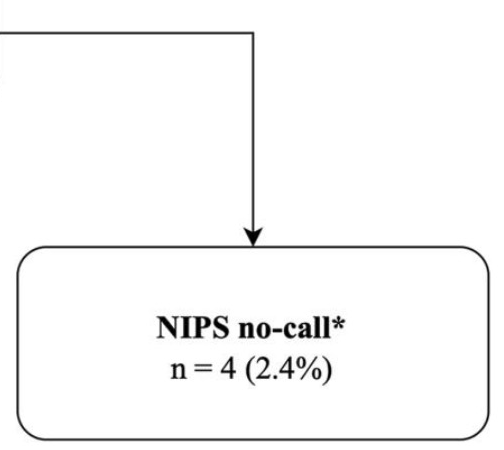 NIPS no-call*
n = 4 (2.4%)